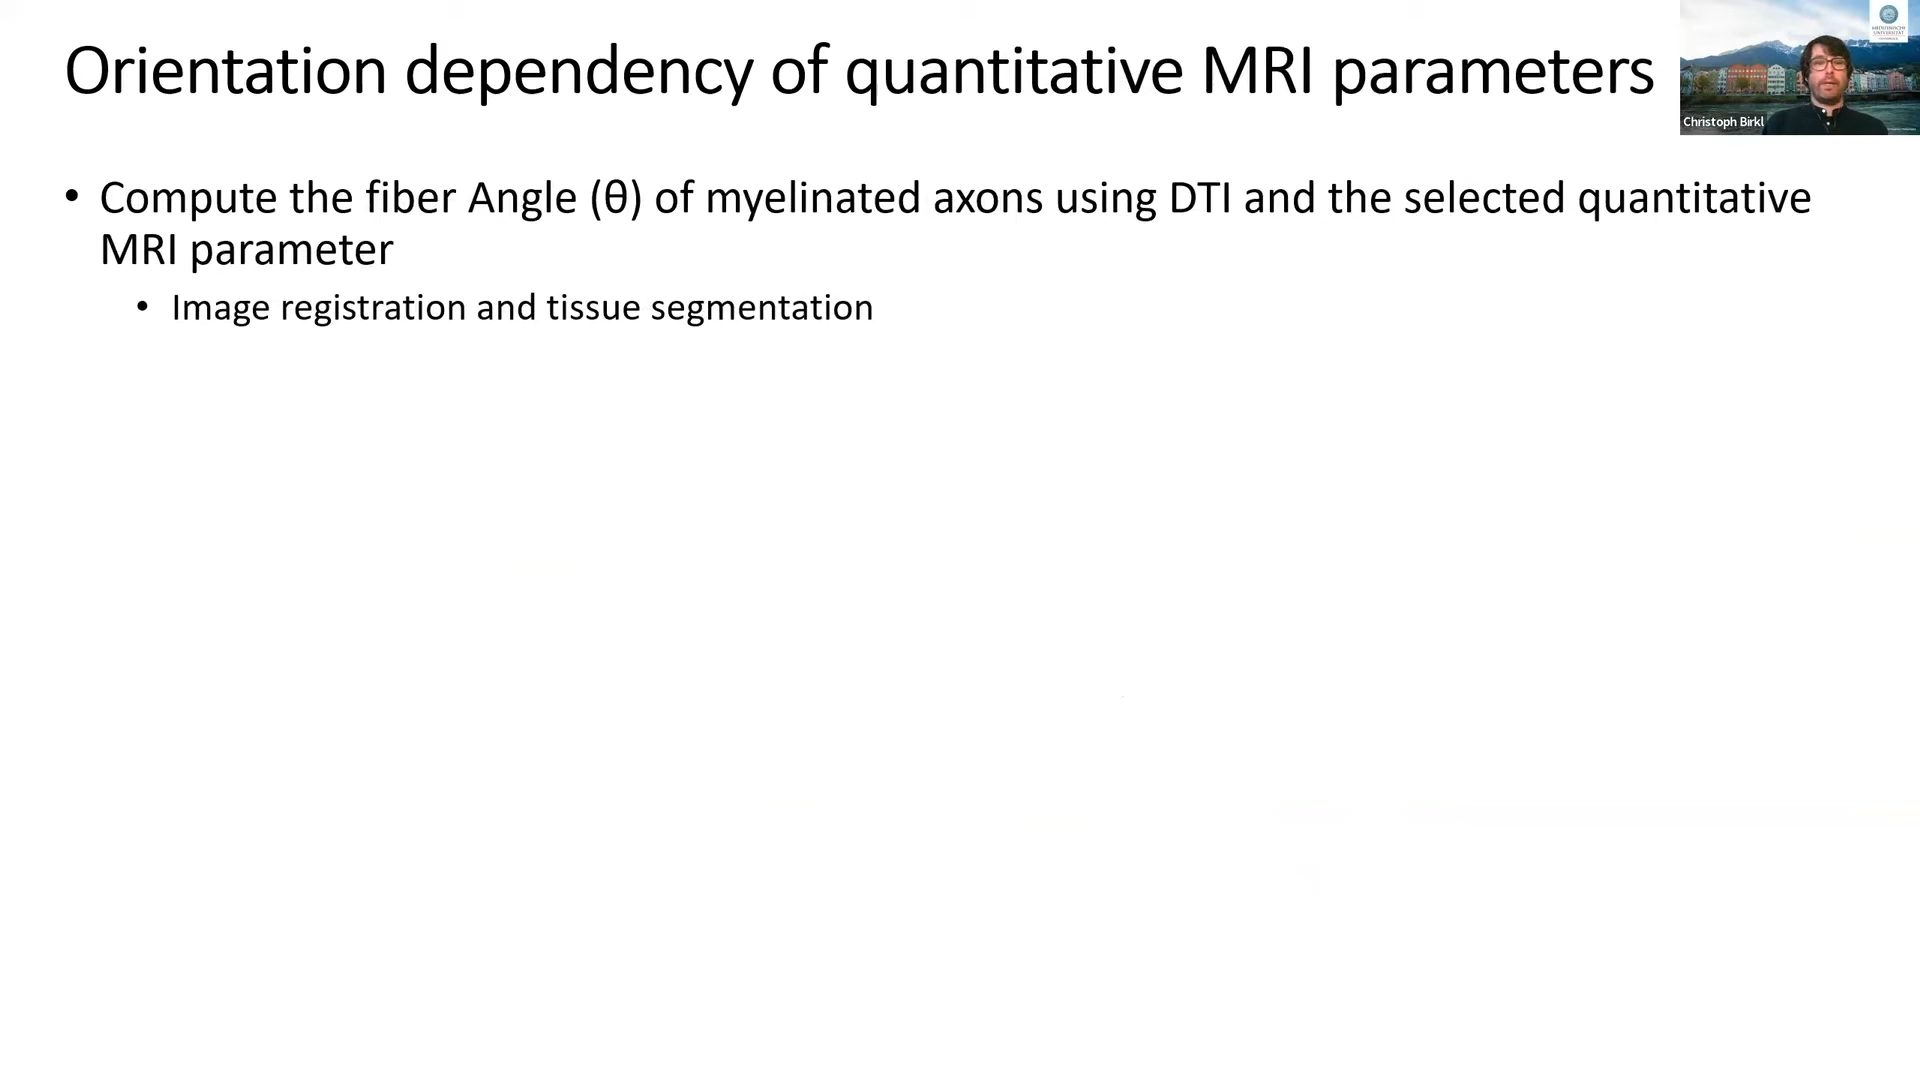 Orientation dependency of quantitative MRI parameters
Christoph Birkl
• Compute the fiber Angle (θ) of myelinated axons using DTI and the selected quantitative
MRI parameter
• Image registration and tissue segmentation